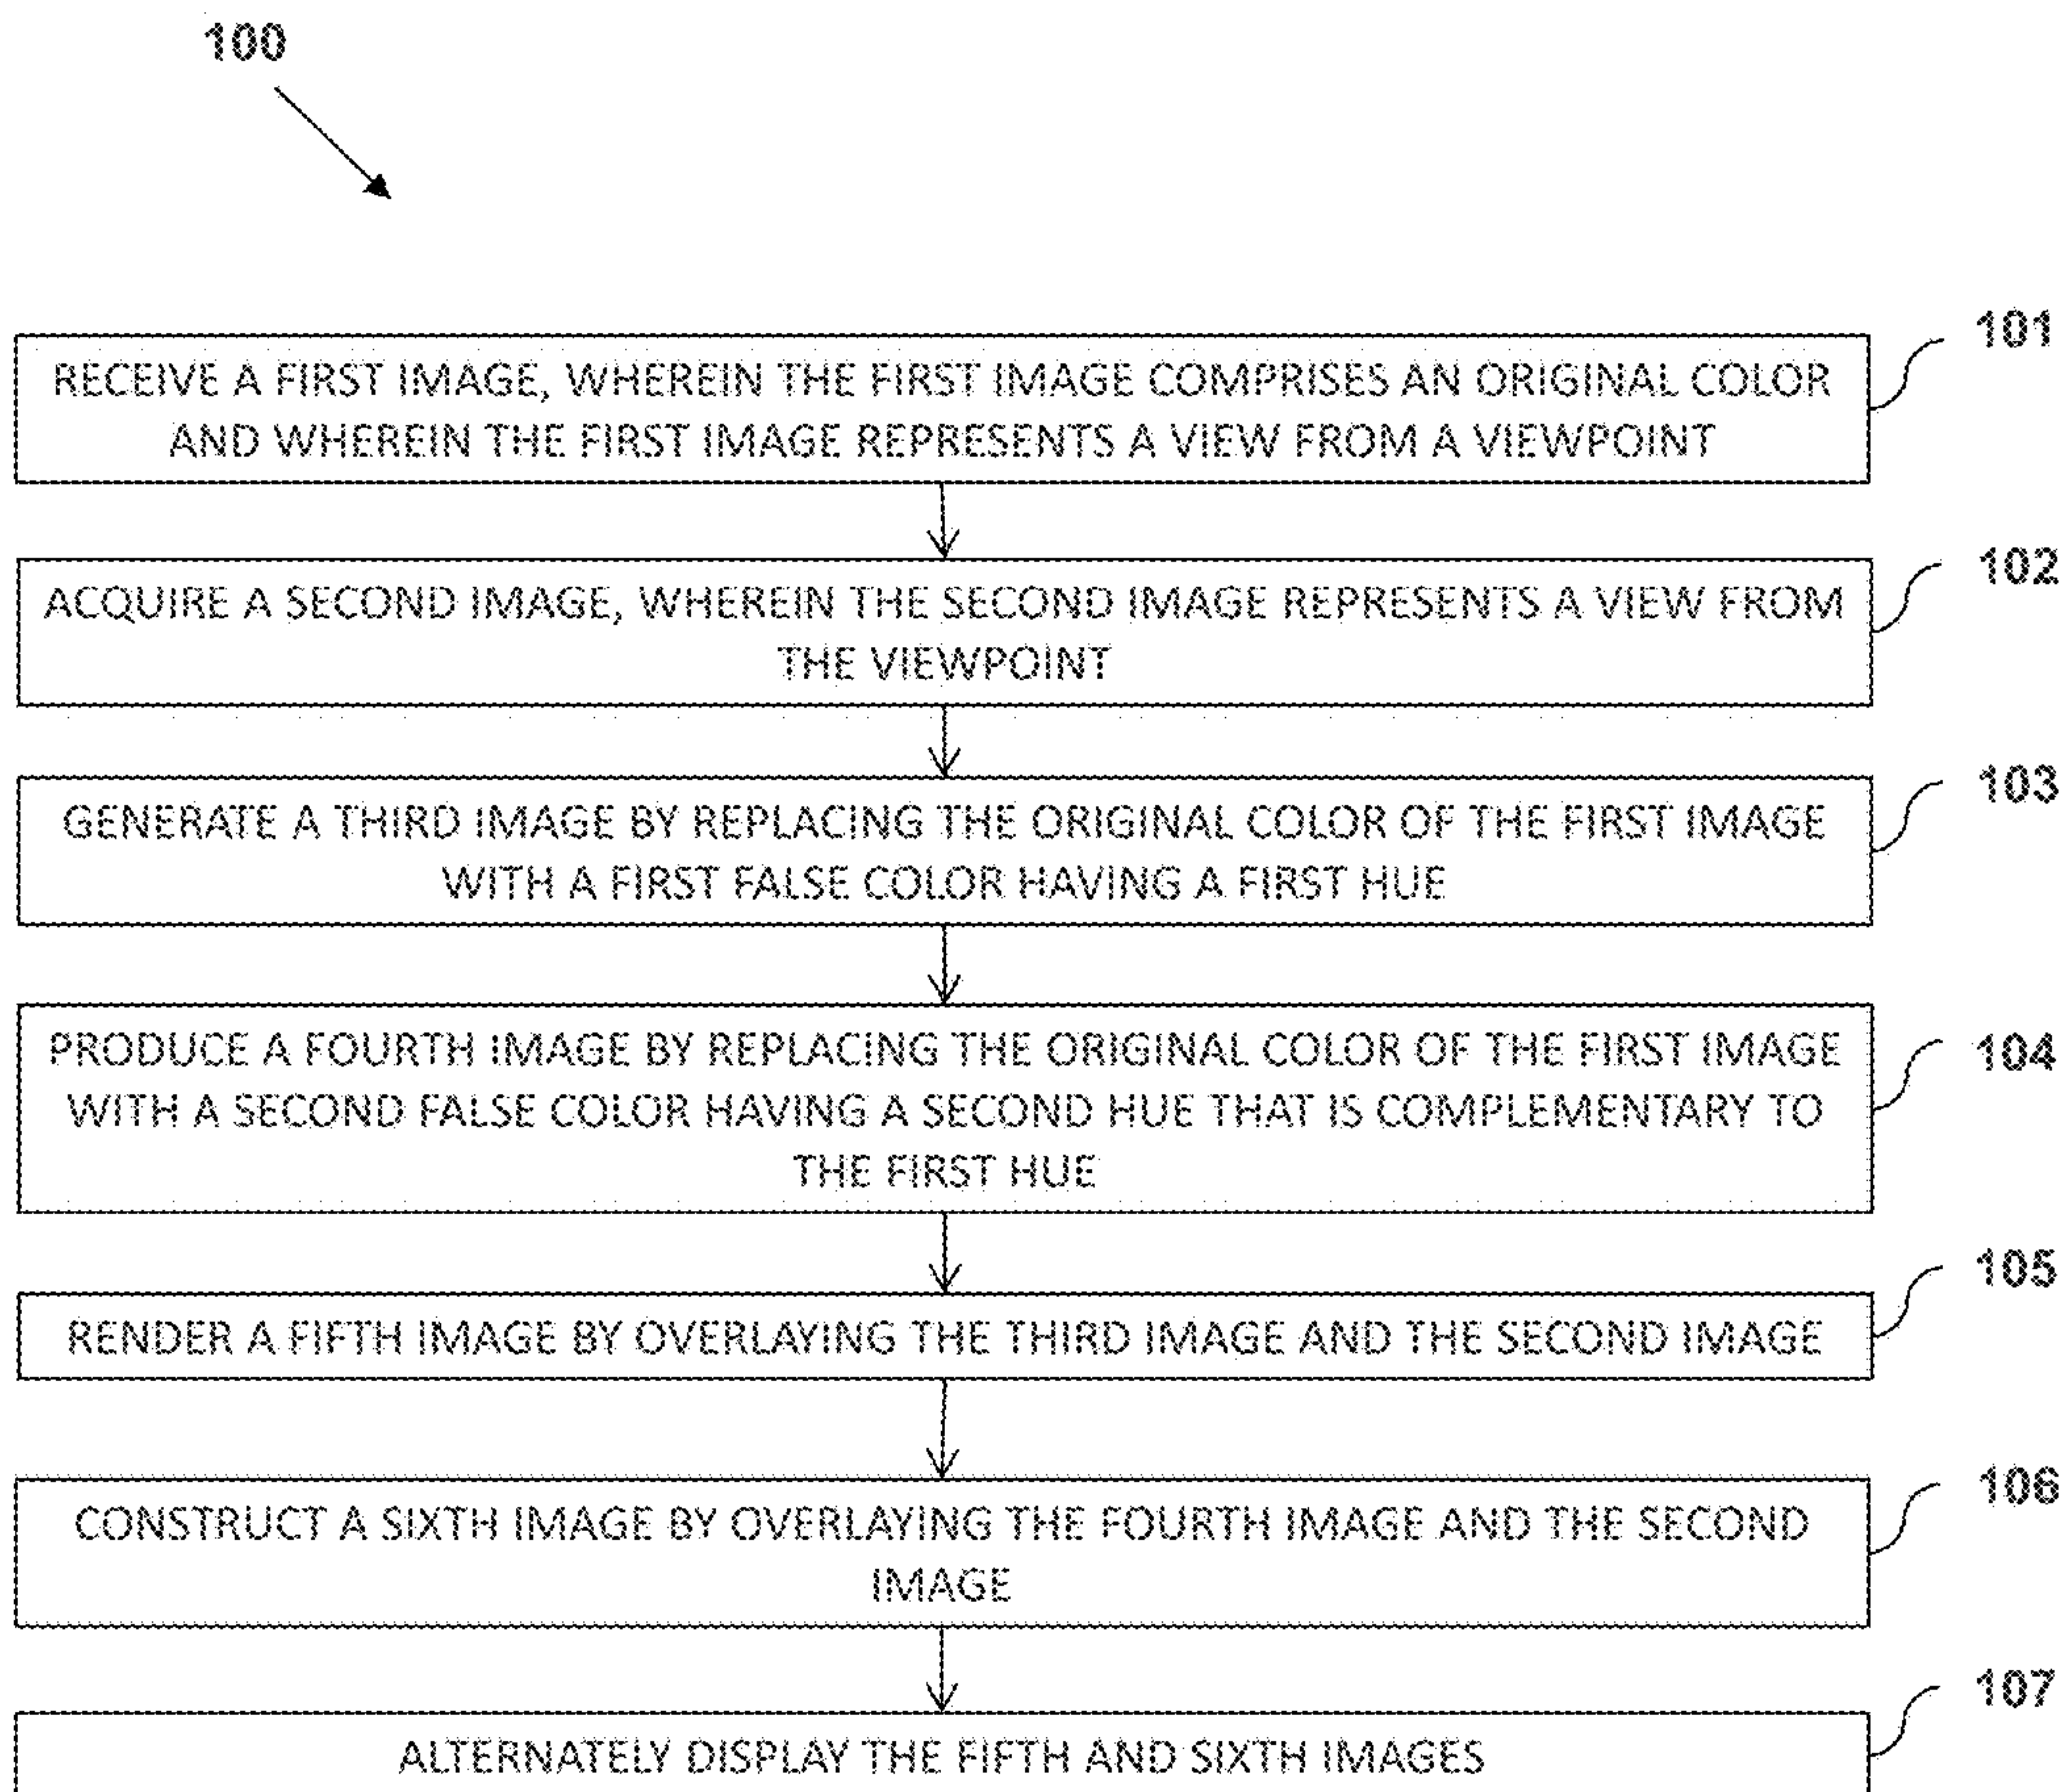 100
101
RECEIVE A FIRST IMAGE, WHEREIN THE FIRST IMAGE COMPRISES AN ORIGINAL COLOR
AND WHEREIN THE FIRST IMAGE REPRESENTS A VIEW FROM A VIEWPOINT
102
ACQUIRE A SECOND IMAGE, WHEREIN THE SECOND IMAGE REPRESENTS A VIEW FROM
THE VIEWPOINT
103
GENERATE A THIRD IMAGE BY REPLACING THE ORIGINAL COLOR OF THE FIRST IMAGE
WITH A FIRST FALSE COLOR HAVING A FIRST HUE
104
PRODUCE A FOURTH IMAGE BY REPLACING THE ORIGINAL COLOR OF THE FIRST IMAGE
WITH A SECOND FALSE COLOR HAVING A SECOND HUE THAT IS COMPLEMENTARY TO
THE FIRST HUE
105
RENDER A FIFTH IMAGE BY OVERLAYING THE THIRD IMAGE AND THE SECOND IMAGE
106
CONSTRUCT A SIXTH IMAGE BY OVERLAYING THE FOURTH IMAGE AND THE SECOND
IMAGE
107
ALTERNATELY DISPLAY THE FIFTH AND SIXTH IMAGES